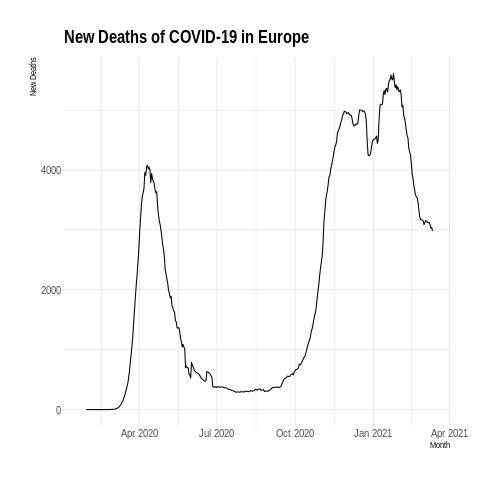 New Deaths of COVID-19 in Europe
New Deaths
4000
2000
0
Apr 2020 Jul 2020 Oct 2020 Jan 2021 Apr 2021
Month